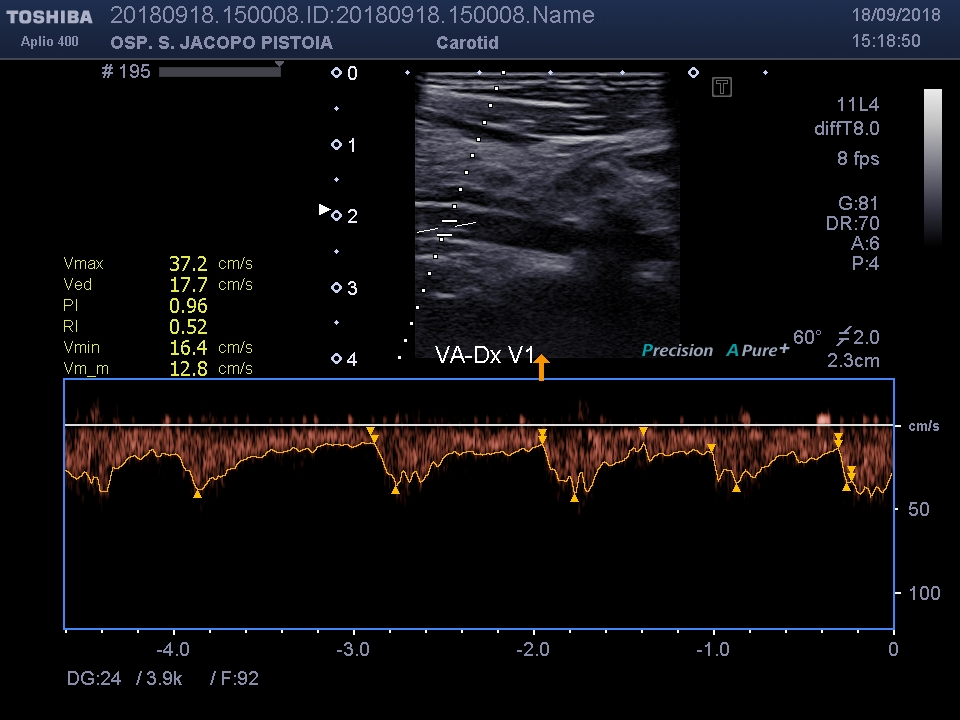 TOSHIBA 20180918.150008.ID:20180918.150008.Name 18/09/2018
Aplio 400 OSP. S. JACOPO PISTOIA Carotid 15:18:50
# 195
0
T
11L4
diffT8.0
1
8 fps
G:81
2
DR:70
A:6
P:4
Vmax 37.2 cm/s
Ved 17.7 cm/s
3
PI 0.96
RI 0.52
Vmin 16.4 cm/s
Vm_m 12.8 cm/s
4
VA-Dx V1
Precision APure+
60° 2.0
2.3cm
cm/s
50
100
-4.0 -3.0 -2.0 -1.0 0
DG:24 / 3.9k / F:92